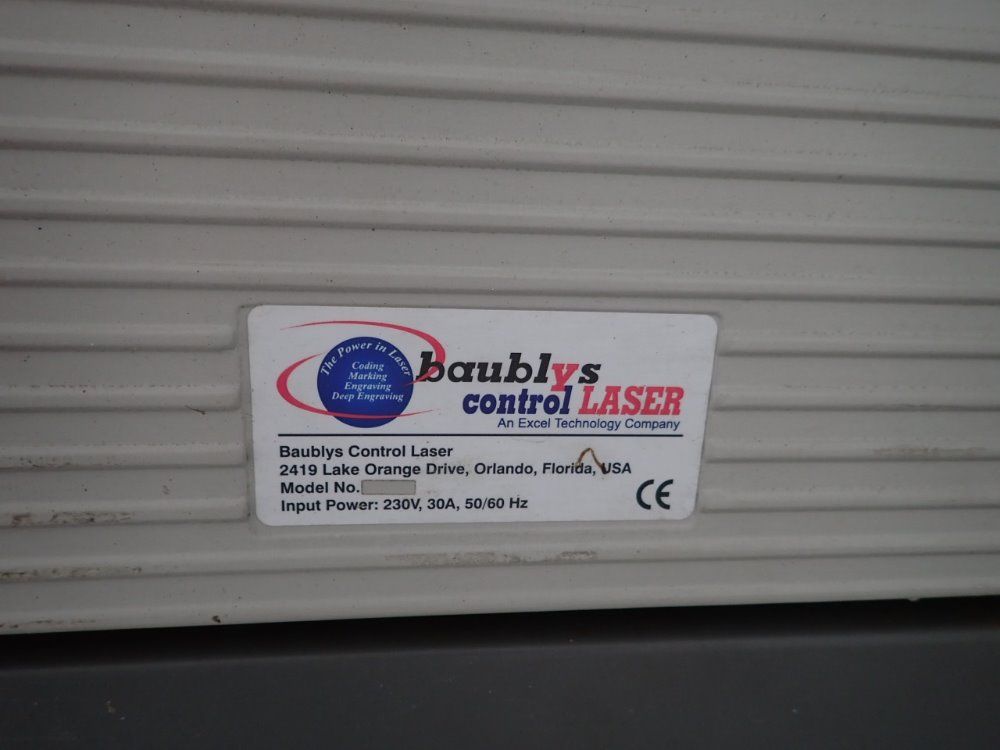 The Power in Laser
Coding
Marking
Engraving
Deep Engraving
baublys
control LASER
An Excel Technology Company
Baublys Control Laser
2419 Lake Orange Drive, Orlando, Florida, USA
Model No.
Input Power: 230V, 30A, 50/60 Hz
CE